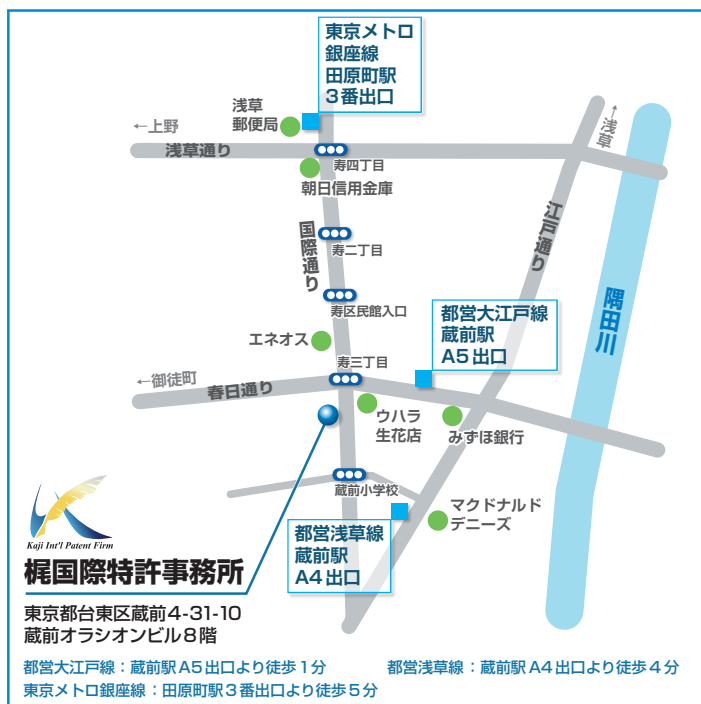 東京メトロ
銀座線
田原町駅
3番出口
浅草
郵便局
←上野
←浅草
浅草通り
寿四丁目
朝日信用金庫
国際通り
江戸通り
寿二丁目
隅田川
寿区民館入口
都営大江戸線
蔵前駅
A5出口
エネオス
寿三丁目
←御徒町
春日通り
ウハラ
生花店
みずほ銀行
蔵前小学校
マクドナルド
デニーズ
都営浅草線
蔵前駅
A4出口
Kaji Int'l Patent Firm
梶国際特許事務所
東京都台東区蔵前4-31-10
蔵前オラシオンビル8階
都営大江戸線：蔵前駅A5出口より徒歩1分
都営浅草線：蔵前駅A4出口より徒歩4分
東京メトロ銀座線：田原町駅3番出口より徒歩5分